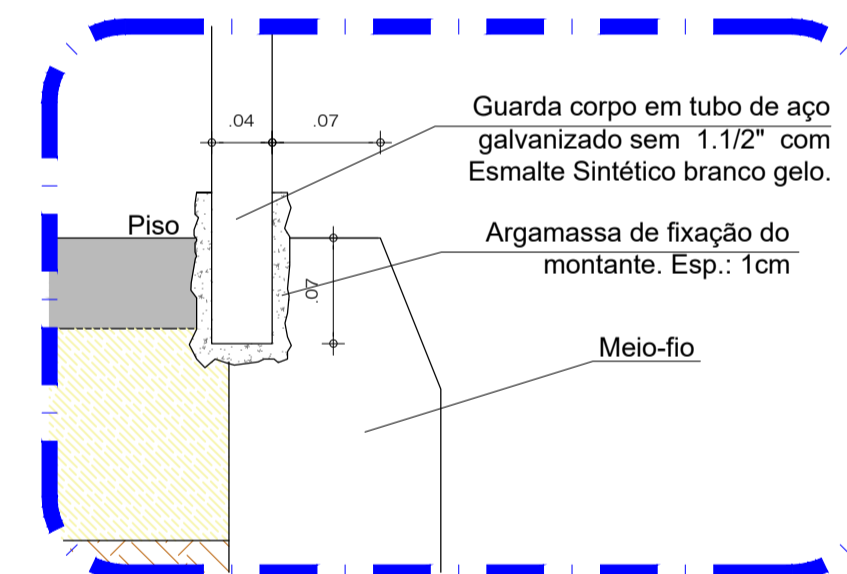 .04
.07
Guarda corpo em tubo de aço
galvanizado sem 1.1/2" com
Esmalte Sintético branco gelo.
Piso
Argamassa de fixação do
montante. Esp.: 1cm
.07
Meio-fio